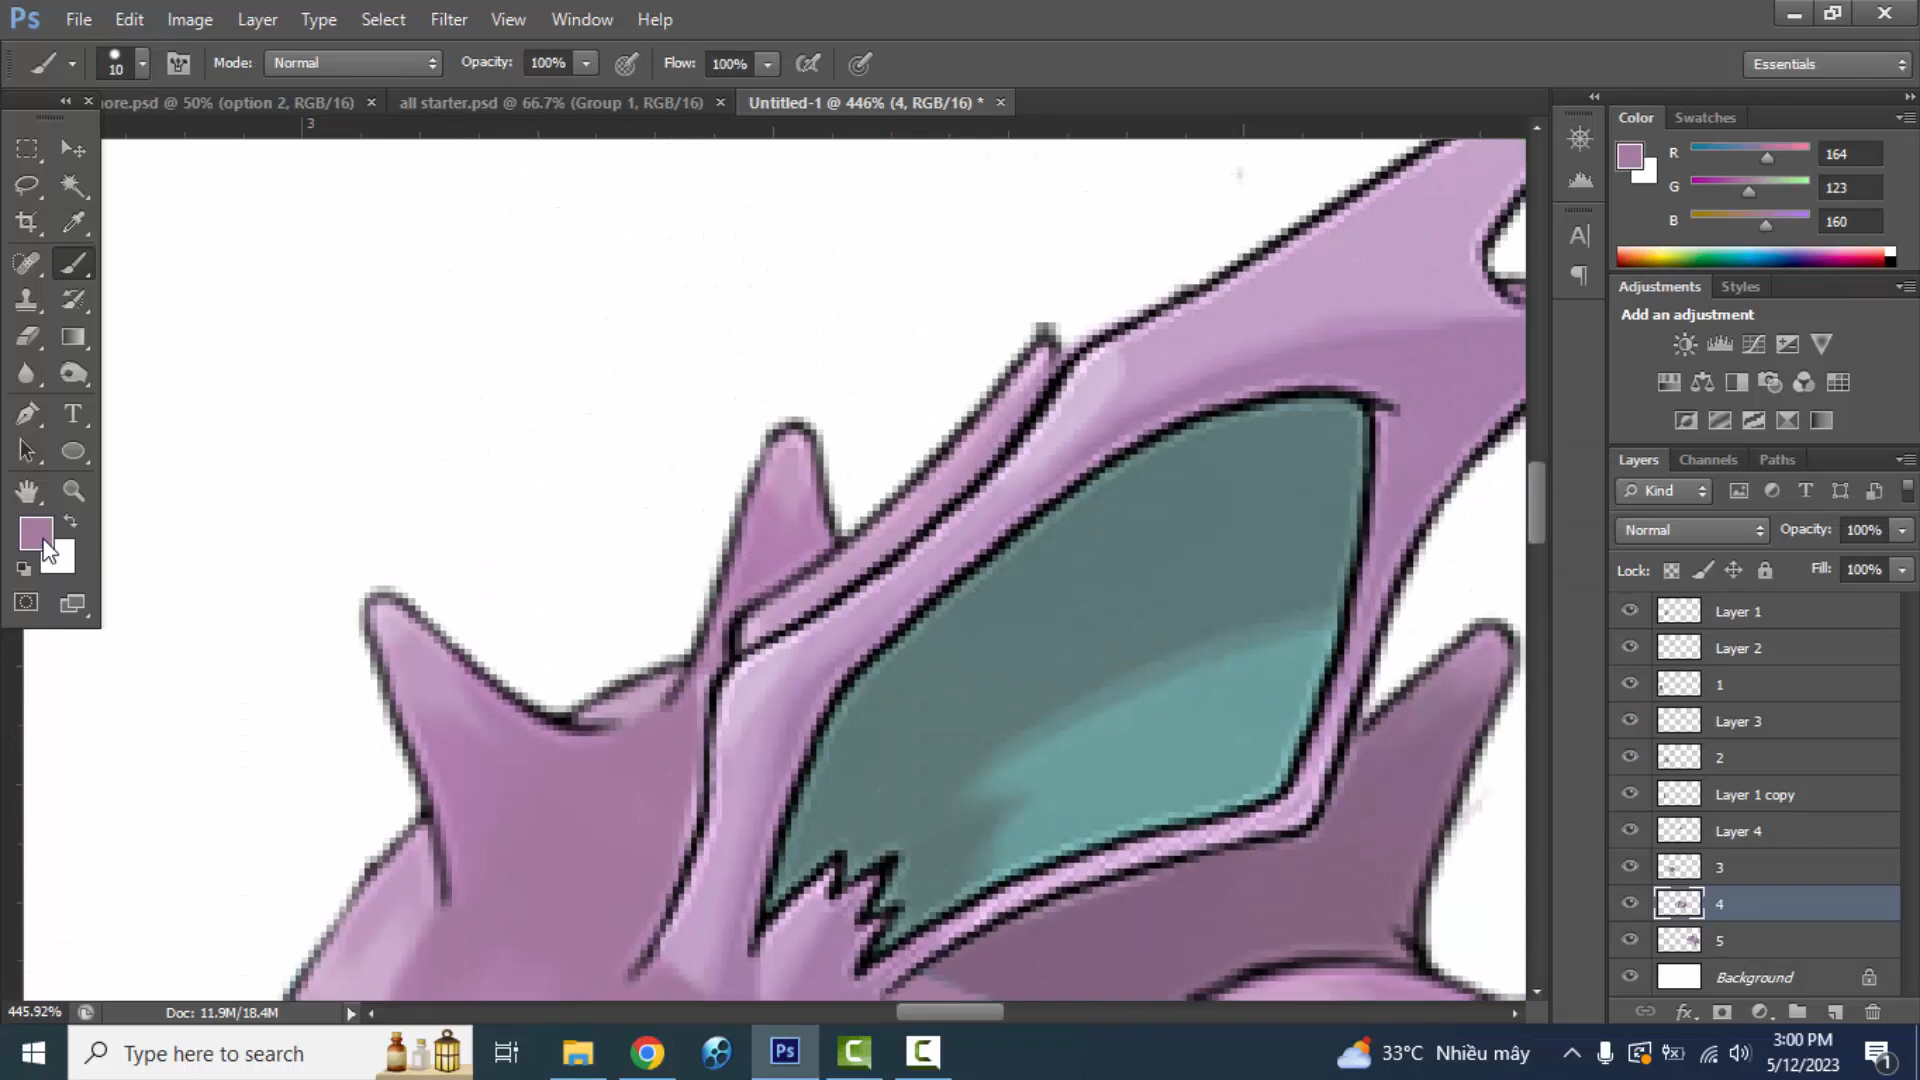 Ps File Edit Image Layer Type Select Filter View Window Help
10 Mode: Normal Opacity: 100% Flow: 100% Essentials
ore.psd @ 50% (option 2, RGB/16) × all starter.psd @ 66.7% (Group 1, RGB/16) × Untitled-1 @ 446% (4, RGB/16) * ×
3
Color Swatches
R 164
G 123
B 160
Adjustments Styles
Add an adjustment
Layers Channels Paths
Kind
Normal Opacity: 100%
Lock: Fill: 100%
Layer 1
Layer 2
1
Layer 3
2
Layer 1 copy
Layer 4
3
4
5
Background
445.92% Doc: 11.9M/18.4M
Type here to search
Ps
33°C Nhiều mây
3:00 PM
5/12/2023
1